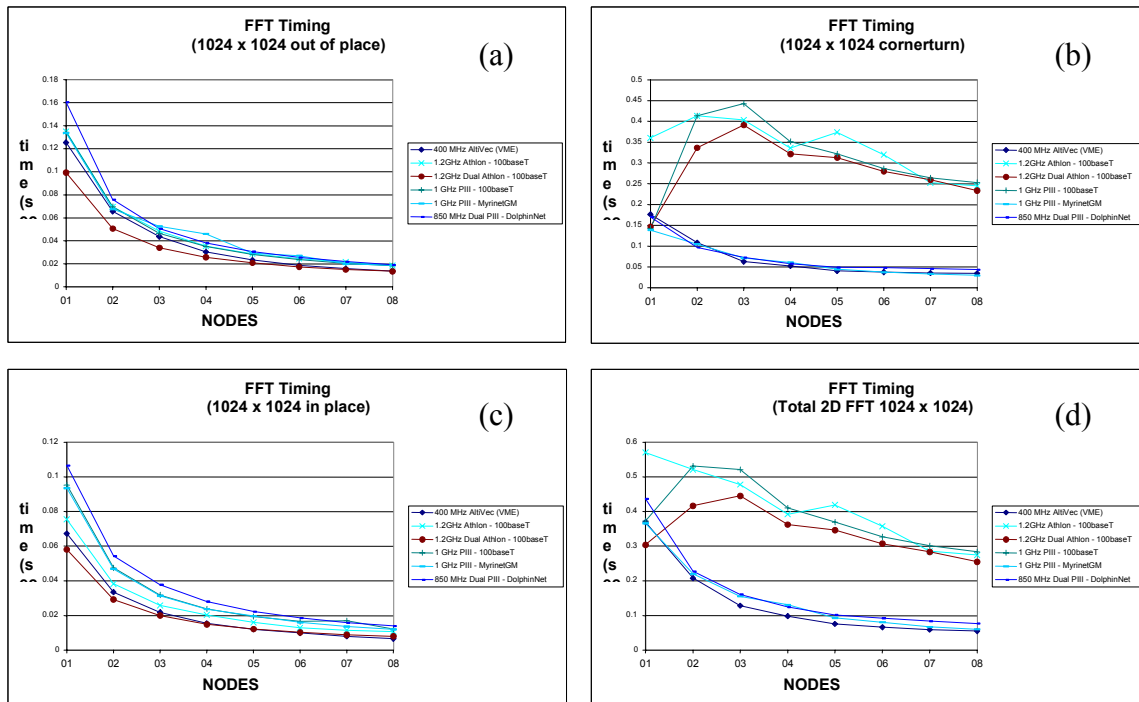 FFT Timing
(1024 x 1024 out of place)
(a)
0.18
0.16
0.14
0.12
0.1
0.08
0.06
0.04
0.02
0
ti
m
e
(s
01 02 03 04 05 06 07 08
NODES
400 MHz AltiVec (VME)
1.2GHz Athlon - 100baseT
1.2GHz Dual Athlon - 100baseT
1 GHz PIII - 100baseT
1 GHz PIII - MyrinetGM
850 MHz Dual PIII - DolphinNet
FFT Timing
(1024 x 1024 cornerturn)
(b)
0.5
0.45
0.4
0.35
0.3
0.25
0.2
0.15
0.1
0.05
0
ti
m
e
(s
01 02 03 04 05 06 07 08
NODES
400 MHz AltiVec (VME)
1.2GHz Athlon - 100baseT
1.2GHz Dual Athlon - 100baseT
1 GHz PIII - 100baseT
1 GHz PIII - MyrinetGM
850 MHz Dual PIII - DolphinNet
FFT Timing
(1024 x 1024 in place)
(c)
0.12
0.1
0.08
0.06
0.04
0.02
0
ti
m
e
(s
01 02 03 04 05 06 07 08
NODES
400 MHz AltiVec (VME)
1.2GHz Athlon - 100baseT
1.2GHz Dual Athlon - 100baseT
1 GHz PIII - 100baseT
1 GHz PIII - MyrinetGM
850 MHz Dual PIII - DolphinNet
FFT Timing
(Total 2D FFT 1024 x 1024)
(d)
0.6
0.5
0.4
0.3
0.2
0.1
0
ti
m
e
(s
01 02 03 04 05 06 07 08
NODES
400 MHz AltiVec (VME)
1.2GHz Athlon - 100baseT
1.2GHz Dual Athlon - 100baseT
1 GHz PIII - 100baseT
1 GHz PIII - MyrinetGM
850 MHz Dual PIII - DolphinNet